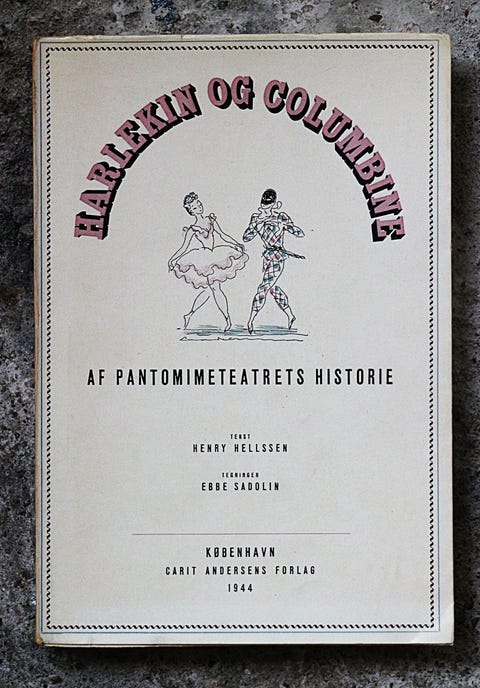 HARLEKIN OG COLUMBINE
AF PANTOMIMETEATRETS HISTORIE
TEKST
HENRY HELLSSEN
TEGNINGER
EBBE SADOLIN
KØBENHAVN
CARIT ANDERSENS FORLAG
1944